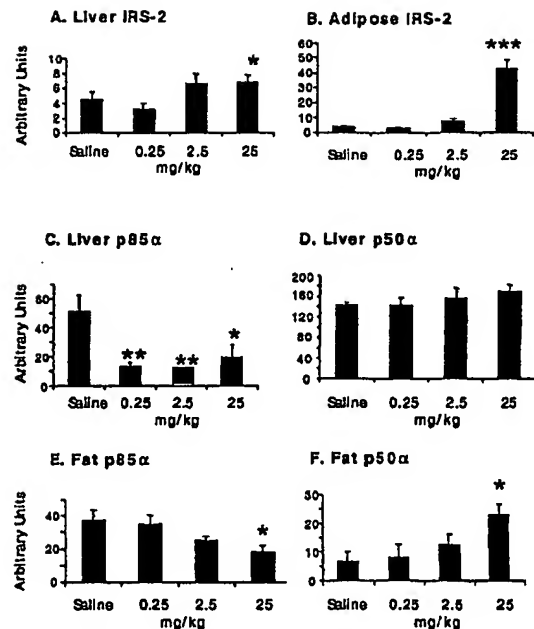 A. Liver IRS-2
B. Adipose IRS-2
Arbitrary Units
10
8
6
4
2
0
*
Saline 0.25 2.5 25
mg/kg
60
50
40
30
20
10
0
***
Saline 0.25 2.5 25
mg/kg
C. Liver p85α
D. Liver p50α
Arbitrary Units
60
40
20
0
** ** *
Saline 0.25 2.5 25
mg/kg
200
160
120
80
40
0
Saline 0.25 2.5 25
mg/kg
E. Fat p85α
F. Fat p50α
Arbitrary Units
60
40
20
0
*
Saline 0.25 2.5 25
mg/kg
30
20
10
0
*
Saline 0.25 2.5 25
mg/kg